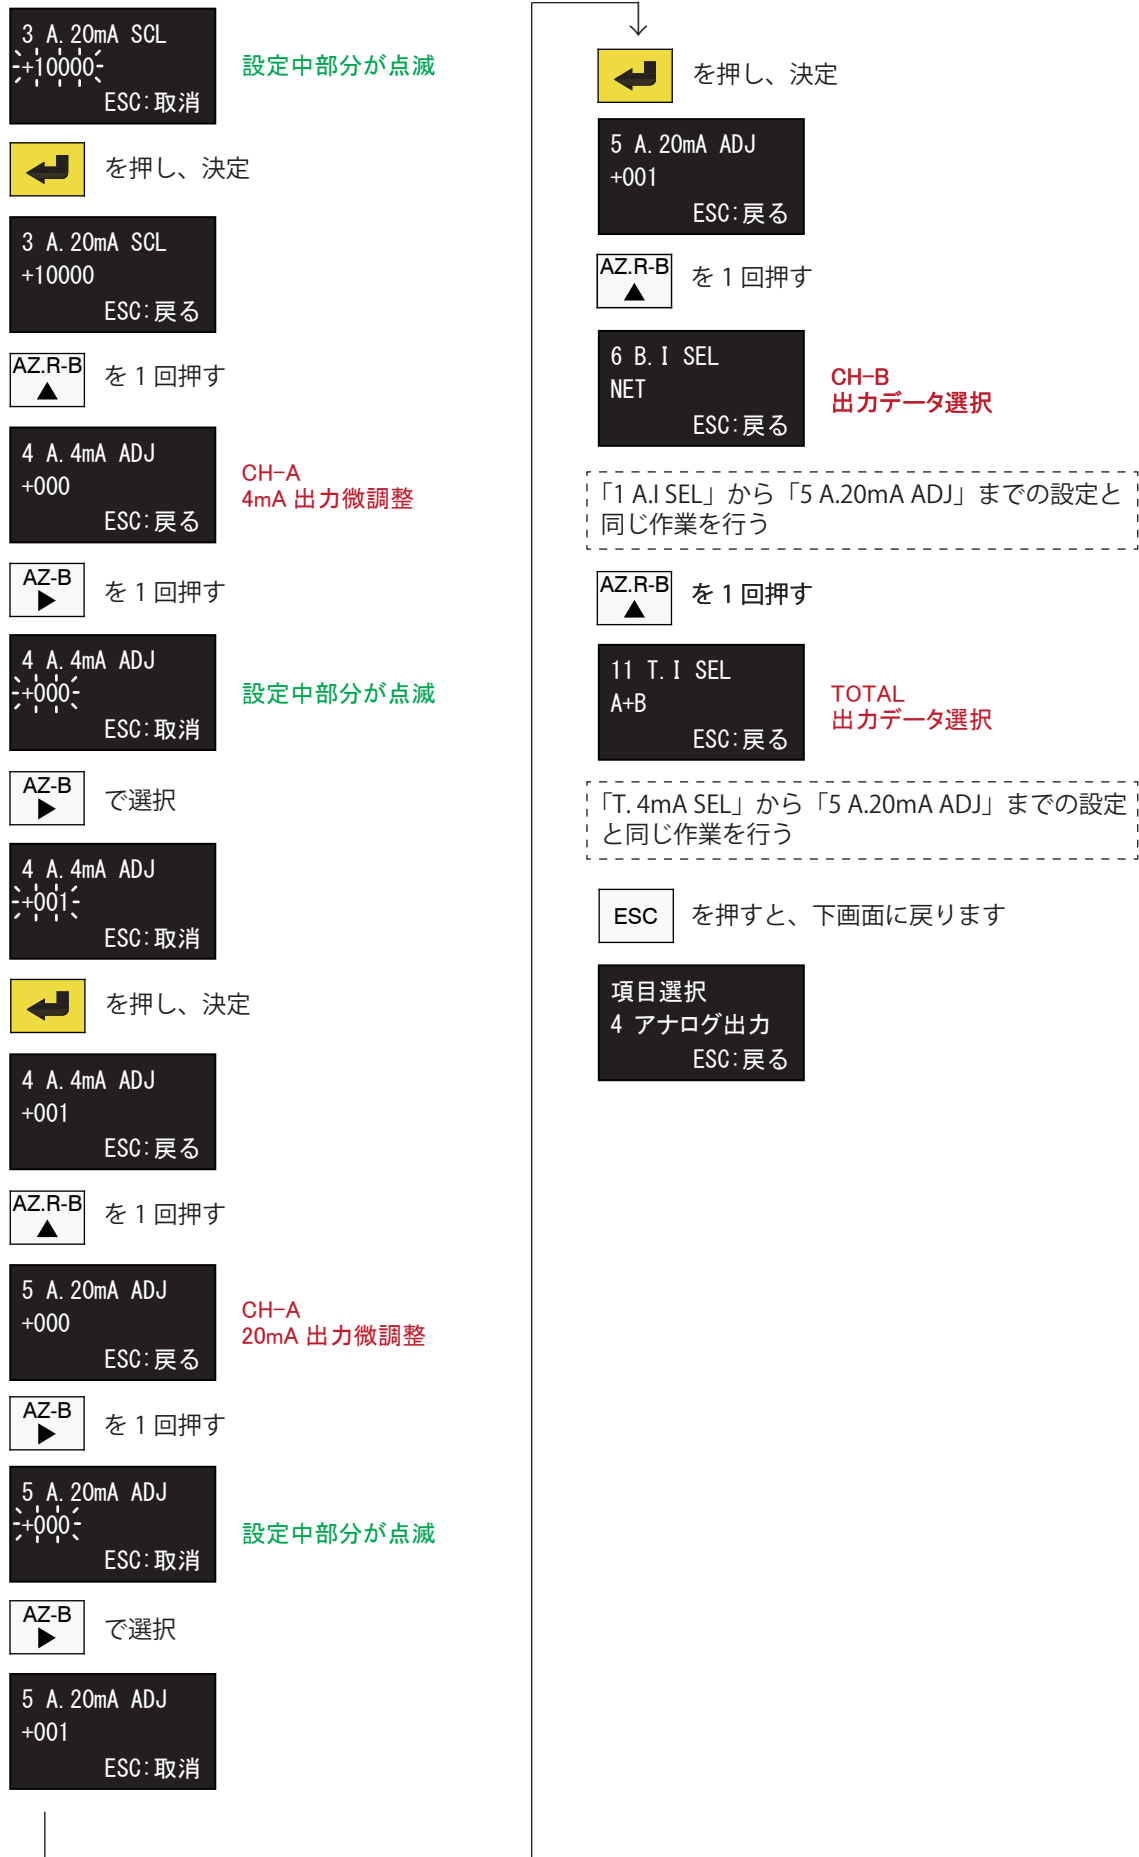 3 A.20mA SCL
+10000
ESC:取消
設定中部分が点滅
を押し、決定
3 A.20mA SCL
+10000
ESC:戻る
AZ.R-B
を 1 回押す
4 A.4mA ADJ
+000
ESC:戻る
CH-A
4mA 出力微調整
AZ-B
を 1 回押す
4 A.4mA ADJ
+000
ESC:取消
設定中部分が点滅
AZ-B
で選択
4 A.4mA ADJ
+001
ESC:取消
を押し、決定
4 A.4mA ADJ
+001
ESC:戻る
AZ.R-B
を 1 回押す
5 A.20mA ADJ
+000
ESC:戻る
CH-A
20mA 出力微調整
AZ-B
を 1 回押す
5 A.20mA ADJ
+000
ESC:取消
設定中部分が点滅
AZ-B
で選択
5 A.20mA ADJ
+001
ESC:取消
を押し、決定
5 A.20mA ADJ
+001
ESC:戻る
AZ.R-B
を 1 回押す
6 B.I SEL
NET
ESC:戻る
CH-B
出力データ選択
「1 A.I SEL」から「5 A.20mA ADJ」までの設定と
同じ作業を行う
AZ.R-B
を 1 回押す
11 T.I SEL
A+B
ESC:戻る
TOTAL
出力データ選択
「T. 4mA SEL」から「5 A.20mA ADJ」までの設定
と同じ作業を行う
ESC
を押すと、下画面に戻ります
項目選択
4 アナログ出力
ESC:戻る